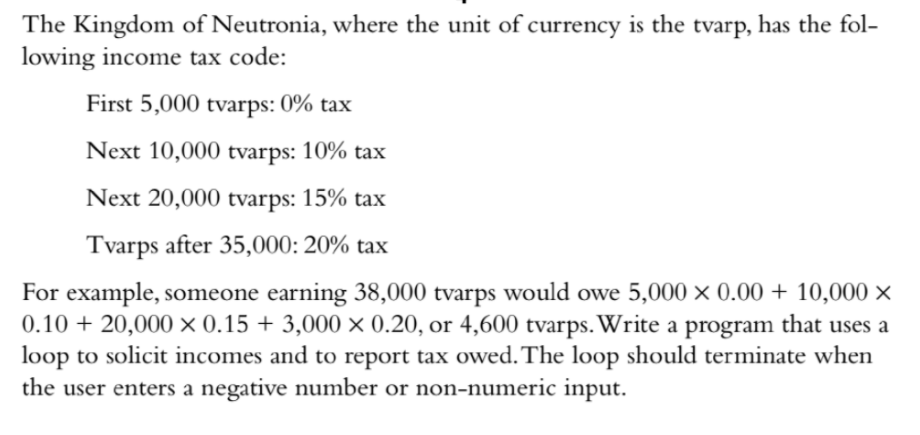 The Kingdom of Neutronia, where the unit of currency is the tvarp, has the fol-
lowing income tax code:
First 5,000 tvarps: 0% tax
Next 10,000 tvarps: 10% tax
Next 20,000 tvarps: 15% tax
Tvarps after 35,000: 20% tax
For example, someone earning 38,000 tvarps would owe 5,000 × 0.00 + 10,000 ×
0.10 + 20,000 × 0.15 + 3,000 × 0.20, or 4,600 tvarps. Write a program that uses a
loop to solicit incomes and to report tax owed. The loop should terminate when
the user enters a negative number or non-numeric input.